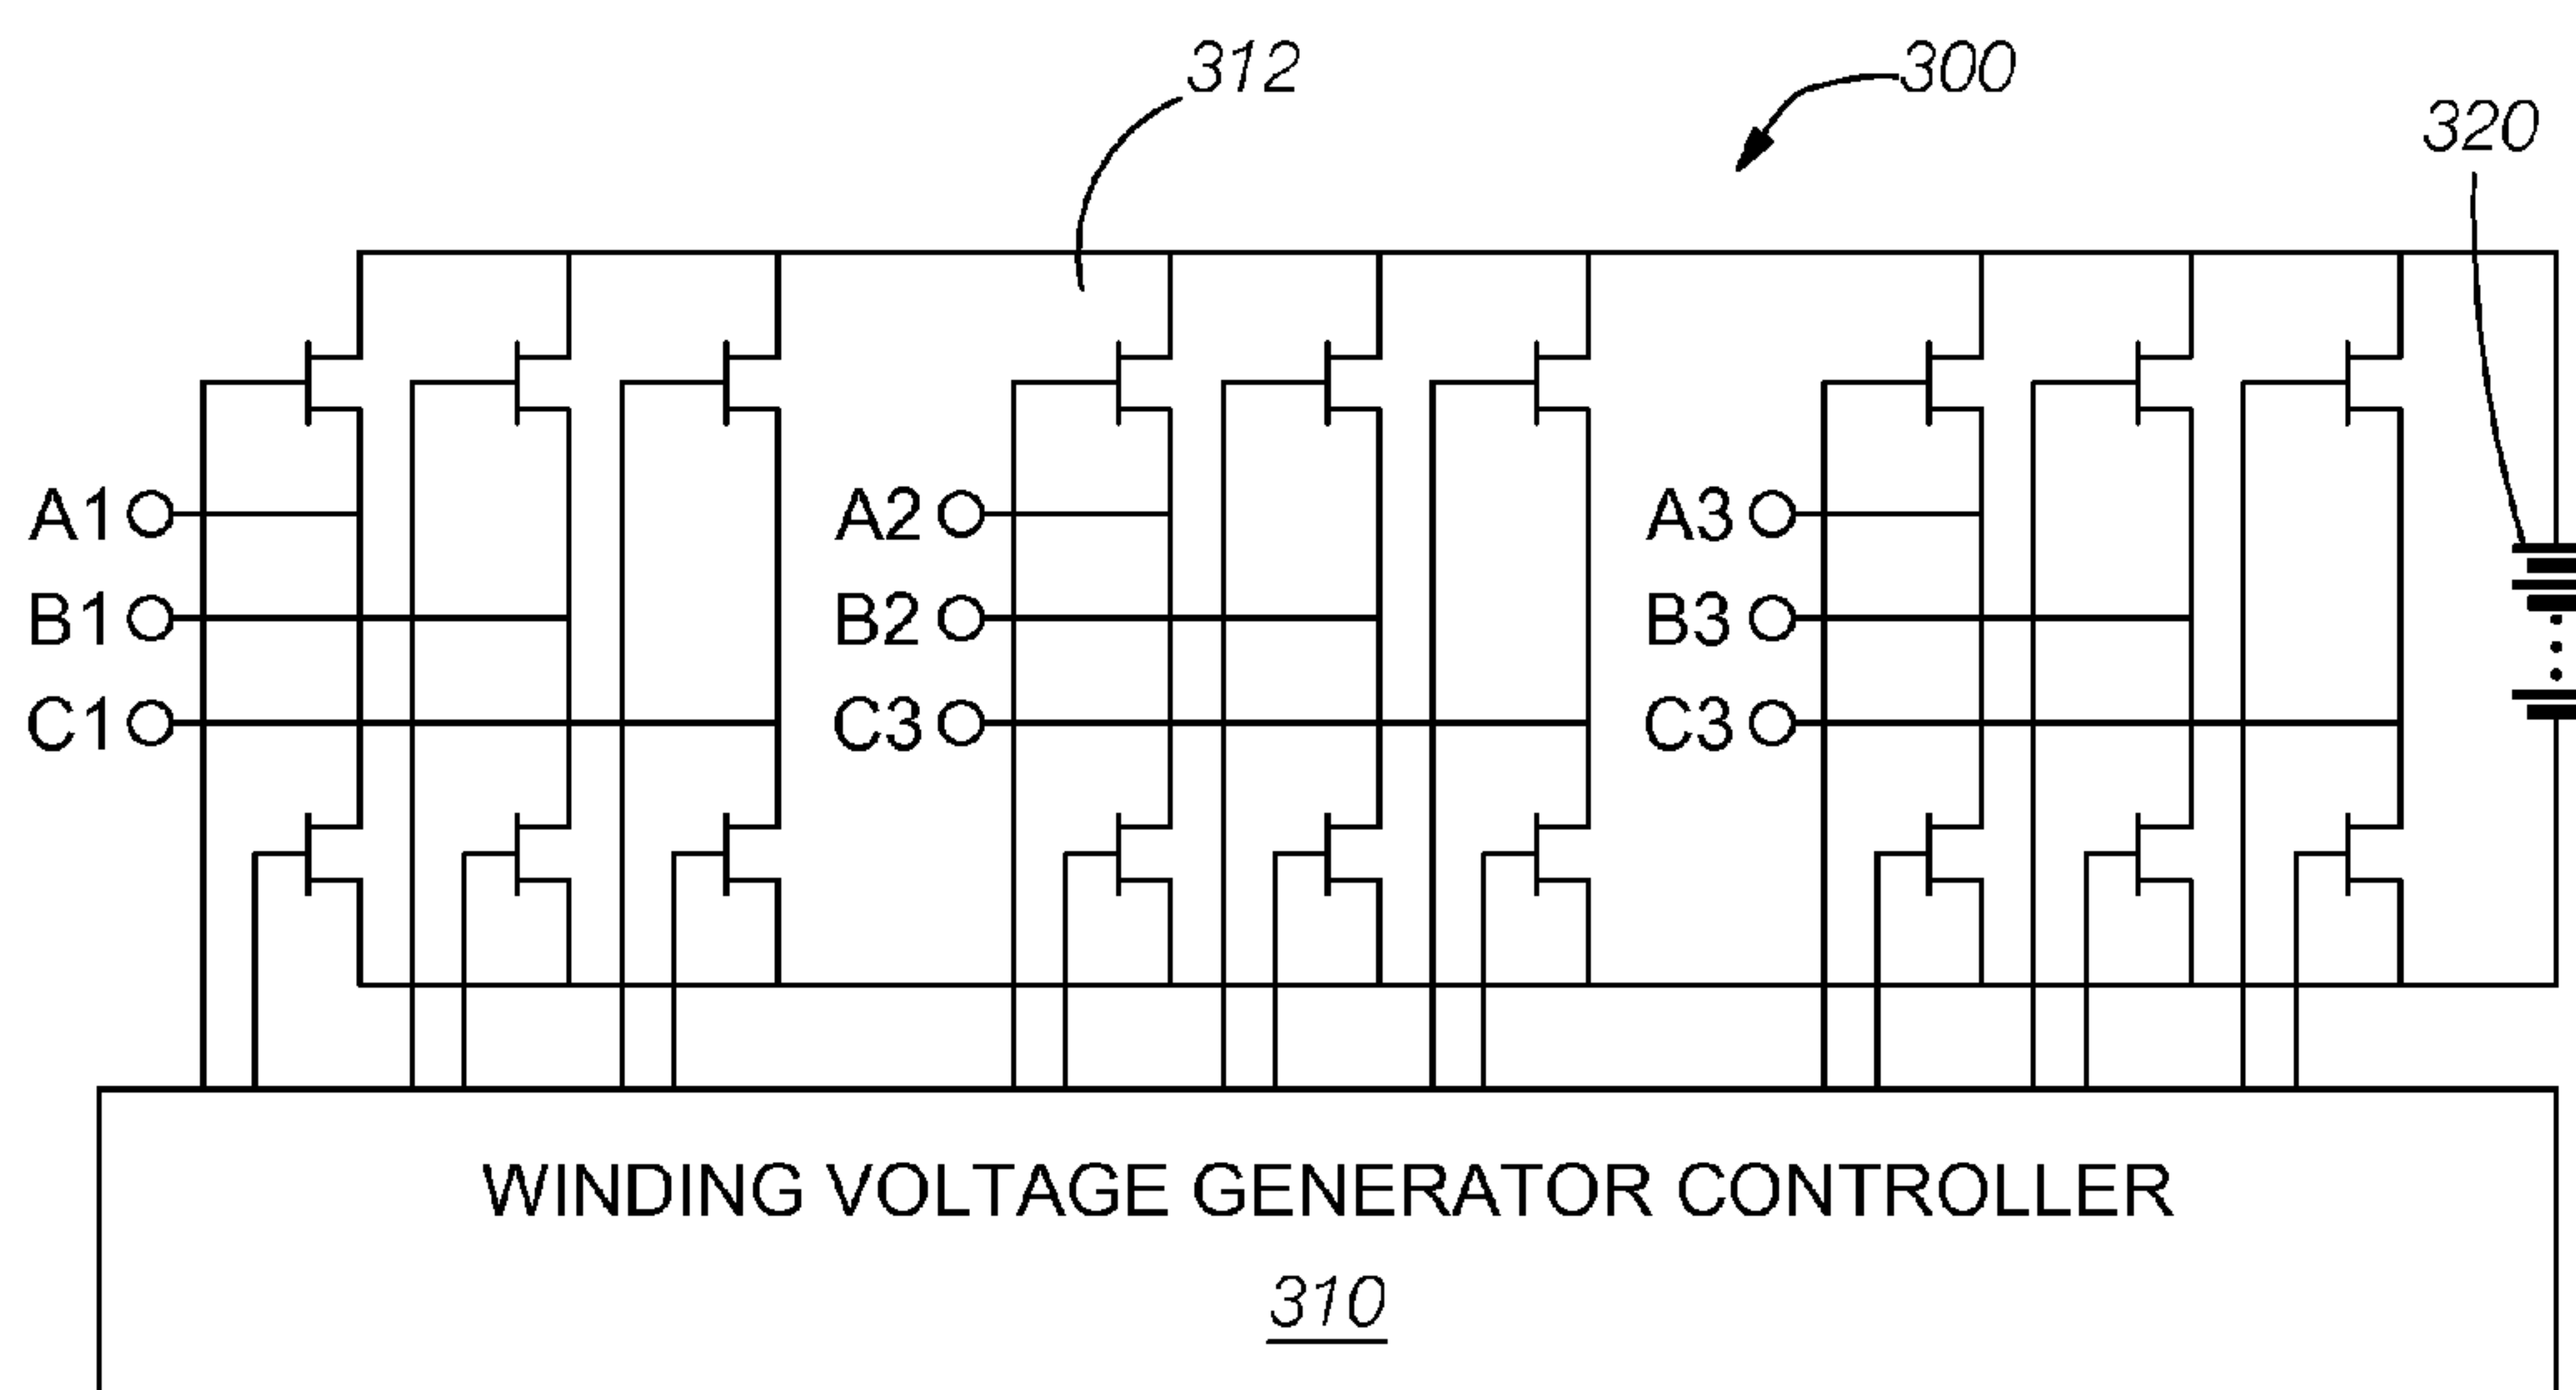 312
300
320
A1
A2
A3
B1
B2
B3
C1
C3
C3
WINDING VOLTAGE GENERATOR CONTROLLER
310